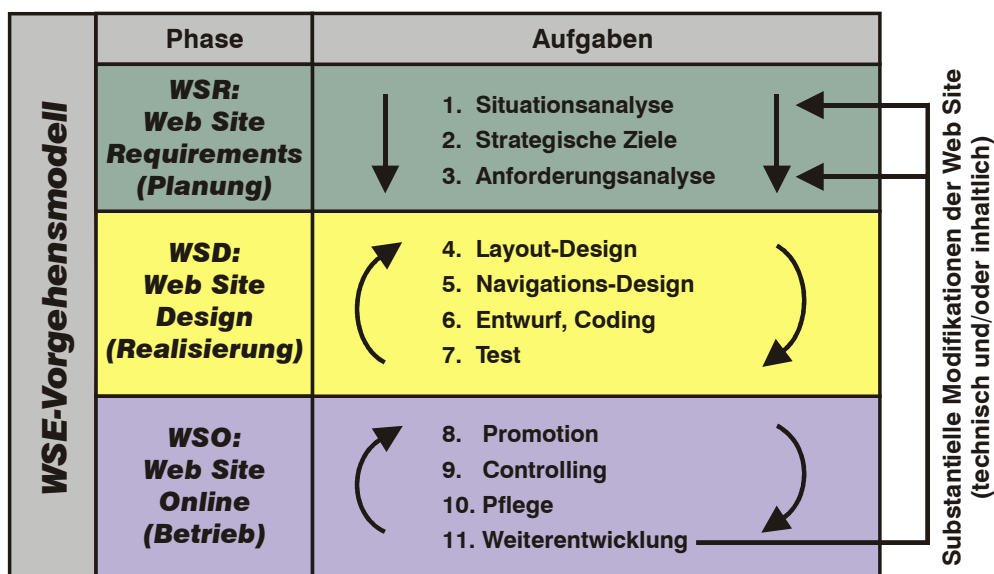 WSE-Vorgehensmodell
Phase
Aufgaben
WSR:
Web Site
Requirements
(Planung)
1. Situationsanalyse
2. Strategische Ziele
3. Anforderungsanalyse
WSD:
Web Site
Design
(Realisierung)
4. Layout-Design
5. Navigations-Design
6. Entwurf, Coding
7. Test
WSO:
Web Site
Online
(Betrieb)
8. Promotion
9. Controlling
10. Pflege
11. Weiterentwicklung
Substantielle Modifikationen der Web Site
(technisch und/oder inhaltlich)